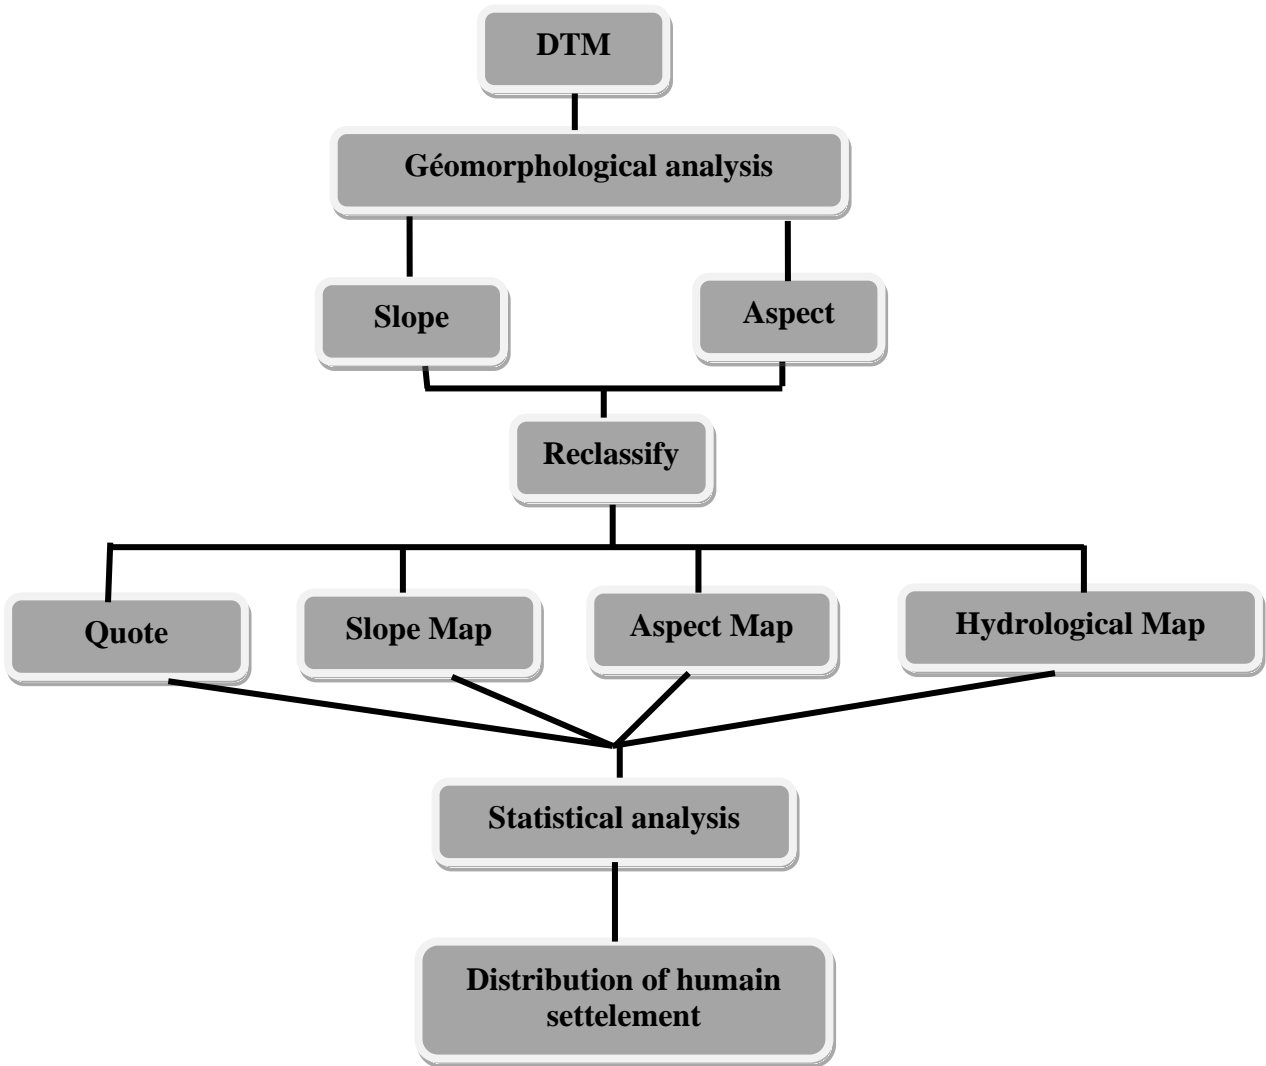 DTM
Géomorphological analysis
Slope
Aspect
Reclassify
Quote
Slope Map
Aspect Map
Hydrological Map
Statistical analysis
Distribution of humain
settelement